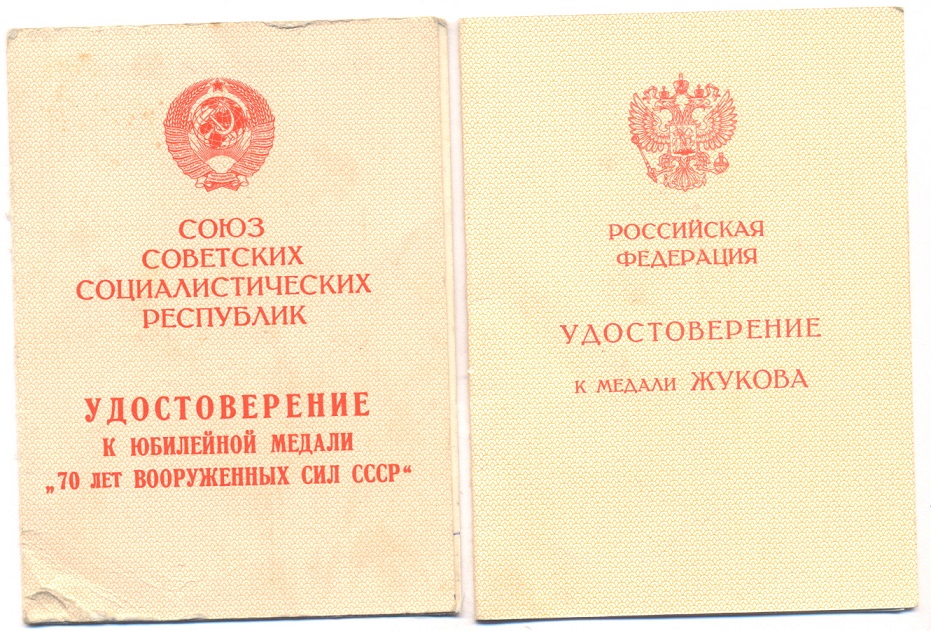 СОЮЗ
СОВЕТСКИХ
СОЦИАЛИСТИЧЕСКИХ
РЕСПУБЛИК
УДОСТОВЕРЕНИЕ
К ЮБИЛЕЙНОЙ МЕДАЛИ
„70 ЛЕТ ВООРУЖЕННЫХ СИЛ СССР“
РОССИЙСКАЯ
ФЕДЕРАЦИЯ
УДОСТОВЕРЕНИЕ
К МЕДАЛИ ЖУКОВА